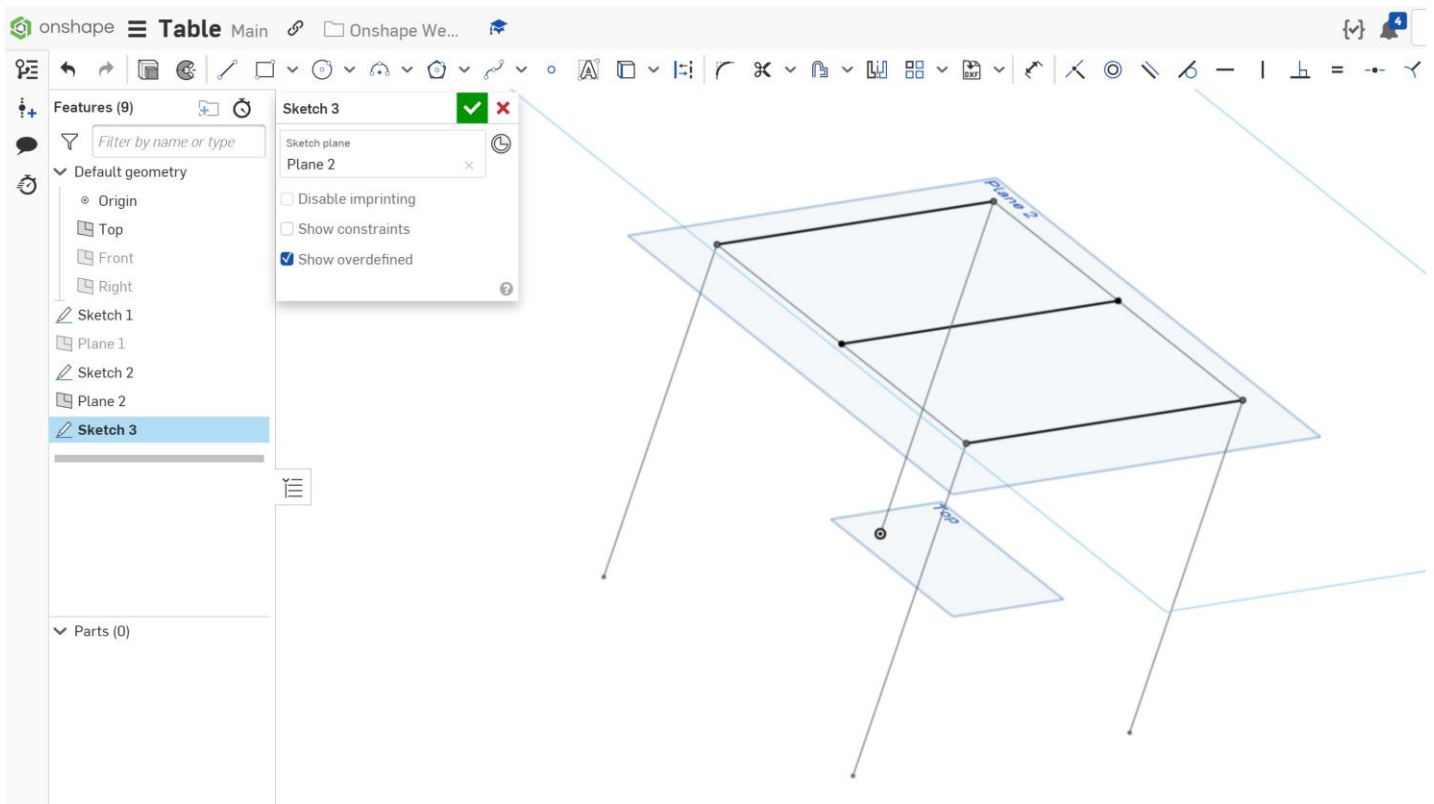 onshape Table Main Onshape We... 4
DXF
Features (9)
Filter by name or type
Default geometry
Origin
Top
Front
Right
Sketch 1
Plane 1
Sketch 2
Plane 2
Sketch 3
Parts (0)
Sketch 3
Sketch plane
Plane 2
Disable imprinting
Show constraints
Show overdefined
Plane 2
Top